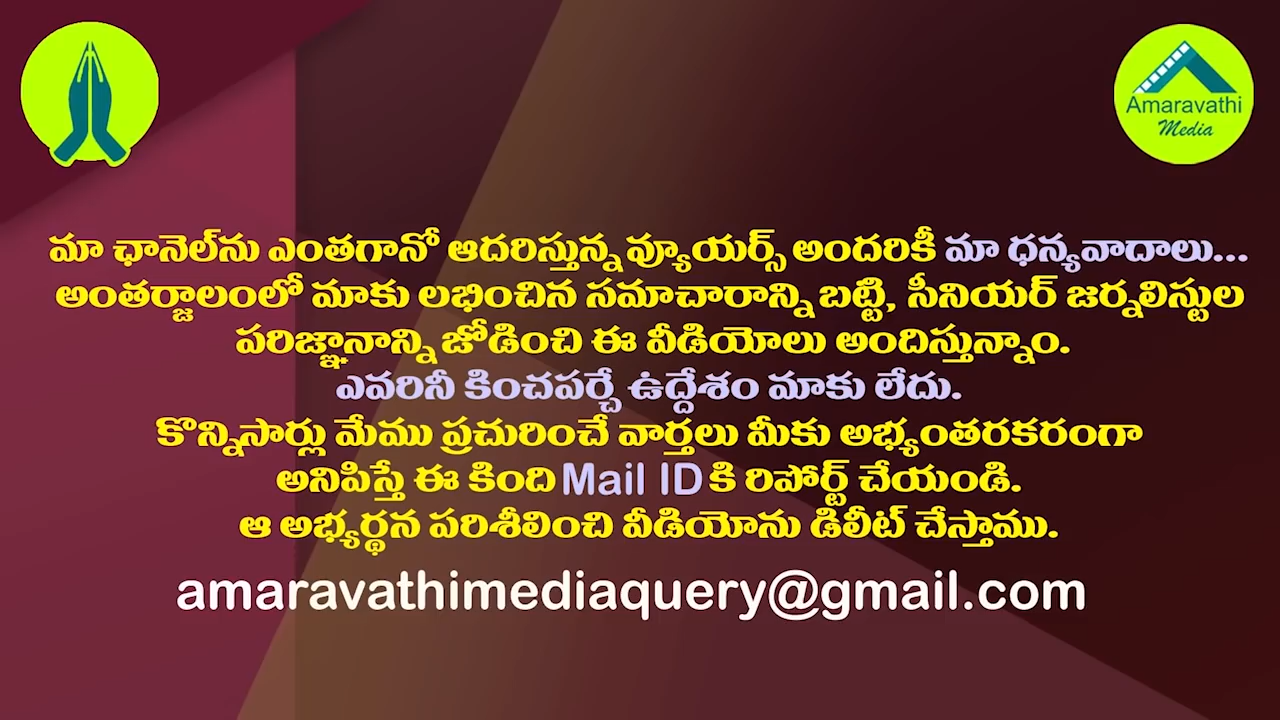 Amaravathi
Media
మా ఛానెల్‌ను ఎంతగానో ఆదరిస్తున్న వ్యూయర్స్ అందరికీ మా ధన్యవాదాలు...
అంతర్జాలంలో మాకు లభించిన సమాచారాన్ని బట్టి, సీనియర్ జర్నలిస్టుల
పరిజ్ఞానాన్ని జోడించి ఈ వీడియోలు అందిస్తున్నాం.
ఎవరినీ కించపర్చే ఉద్దేశం మాకు లేదు.
కొన్నిసార్లు మేము ప్రచురించే వార్తలు మీకు అభ్యంతరకరంగా
అనిపిస్తే ఈ కింది Mail ID కి రిపోర్ట్ చేయండి.
ఆ అభ్యర్థన పరిశీలించి వీడియోను డిలీట్ చేస్తాము.
amaravathimediaquery@gmail.com